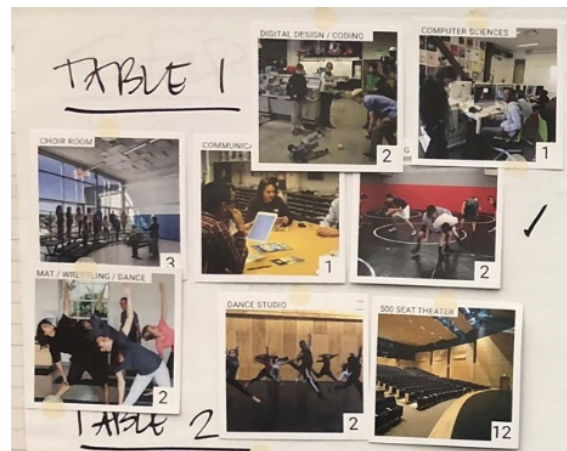 TABLE 1
DIGITAL DESIGN / CODING
2
COMPUTER SCIENCES
1
CHOIR ROOM
3
COMMUNICA
1
G
2
MAT / WRESTLING / DANCE
2
DANCE STUDIO
2
500 SEAT THEATER
12
TABLE 2